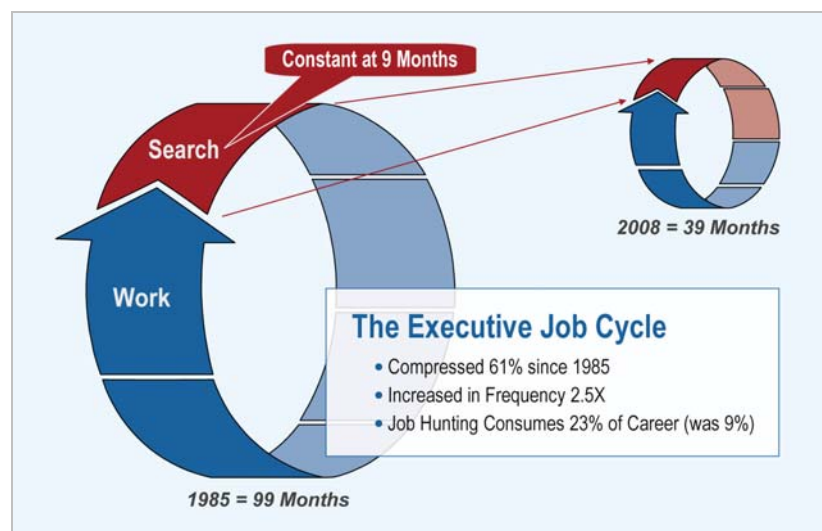 Constant at 9 Months
Search
Work
2008 = 39 Months
The Executive Job Cycle
• Compressed 61% since 1985
• Increased in Frequency 2.5X
• Job Hunting Consumes 23% of Career (was 9%)
1985 = 99 Months